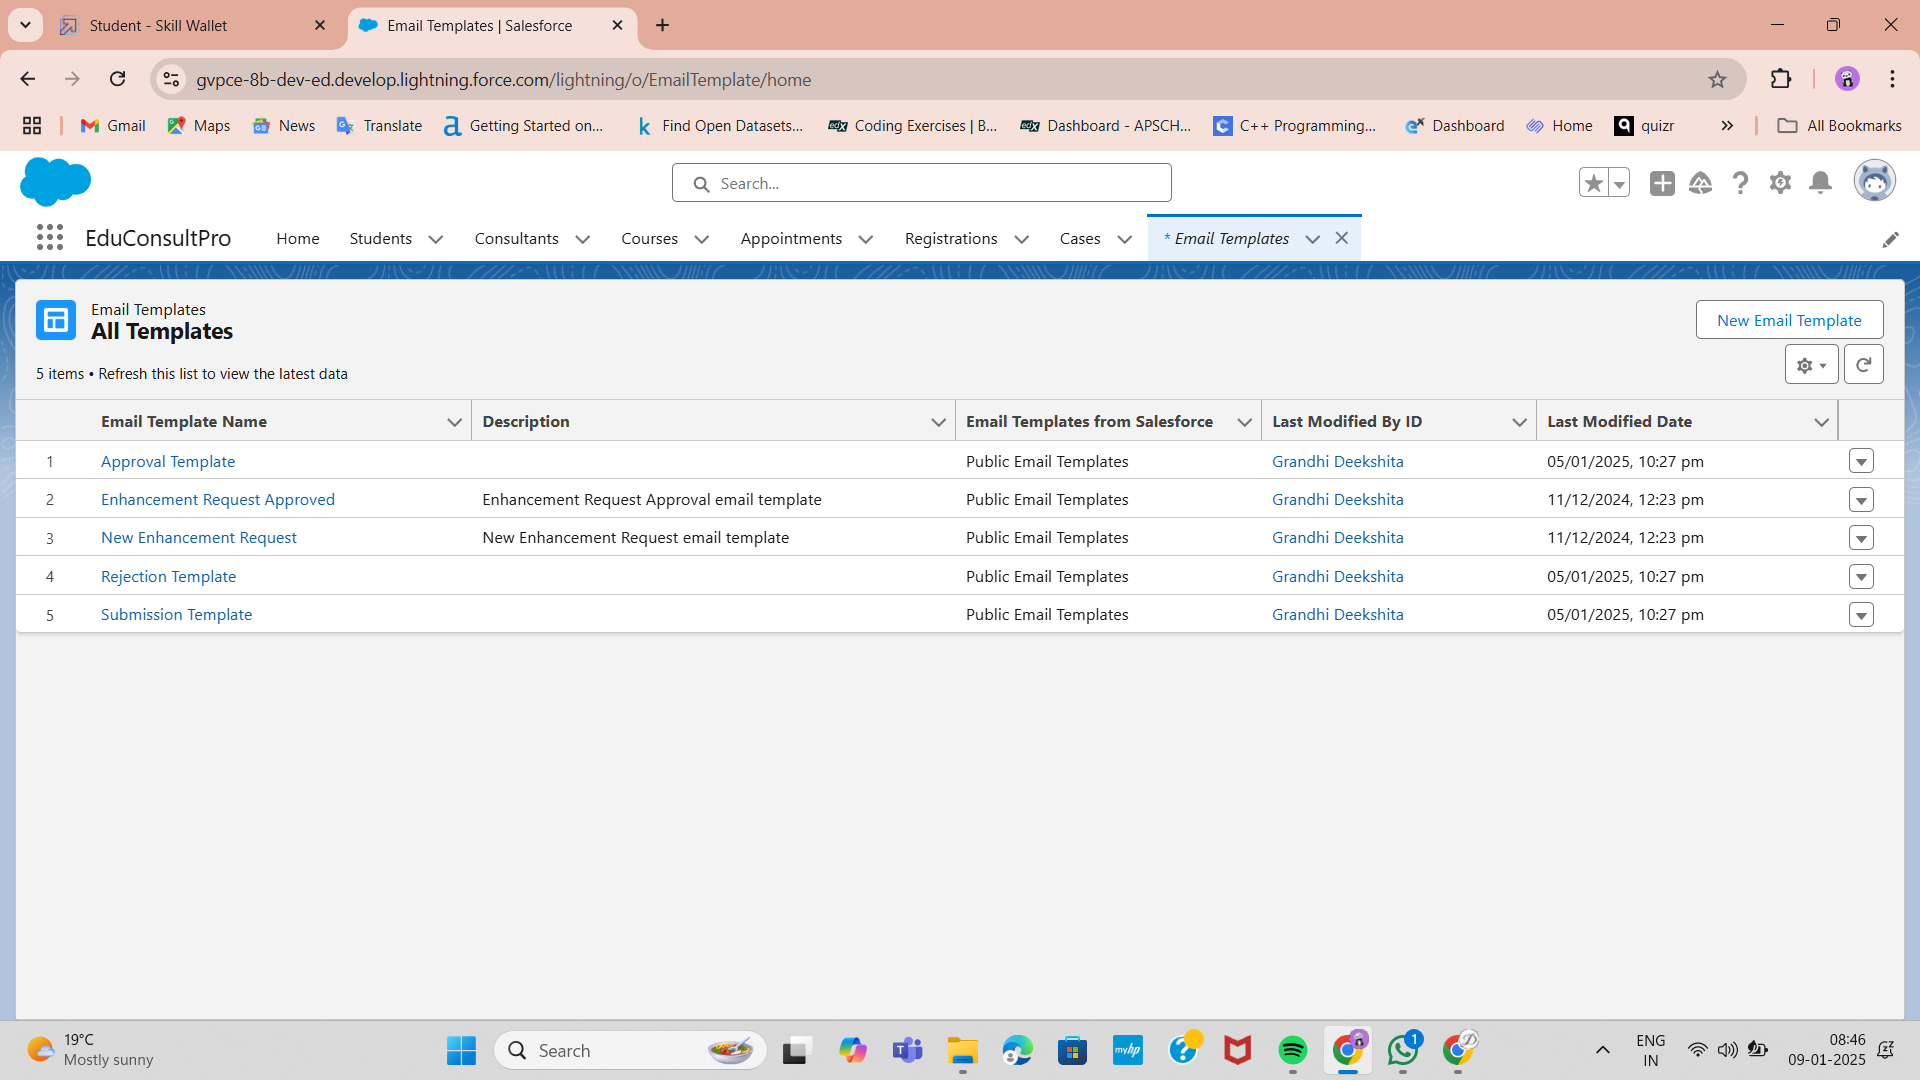 Student - Skill Wallet
Email Templates | Salesforce
gvpce-8b-dev-ed.develop.lightning.force.com/lightning/o/EmailTemplate/home
Gmail Maps News Translate Getting Started on... Find Open Datasets... Coding Exercises | B... Dashboard - APSCH... C++ Programming... Dashboard Home quizr » All Bookmarks
Search...
EduConsultPro Home Students Consultants Courses Appointments Registrations Cases * Email Templates
Email Templates
All Templates
New Email Template
5 items • Refresh this list to view the latest data
Email Template Name Description Email Templates from Salesforce Last Modified By ID Last Modified Date
1 Approval Template Public Email Templates Grandhi Deekshita 05/01/2025, 10:27 pm
2 Enhancement Request Approved Enhancement Request Approval email template Public Email Templates Grandhi Deekshita 11/12/2024, 12:23 pm
3 New Enhancement Request New Enhancement Request email template Public Email Templates Grandhi Deekshita 11/12/2024, 12:23 pm
4 Rejection Template Public Email Templates Grandhi Deekshita 05/01/2025, 10:27 pm
5 Submission Template Public Email Templates Grandhi Deekshita 05/01/2025, 10:27 pm
19°C
Mostly sunny
Search
myhp
1
ENG
IN
08:46
09-01-2025